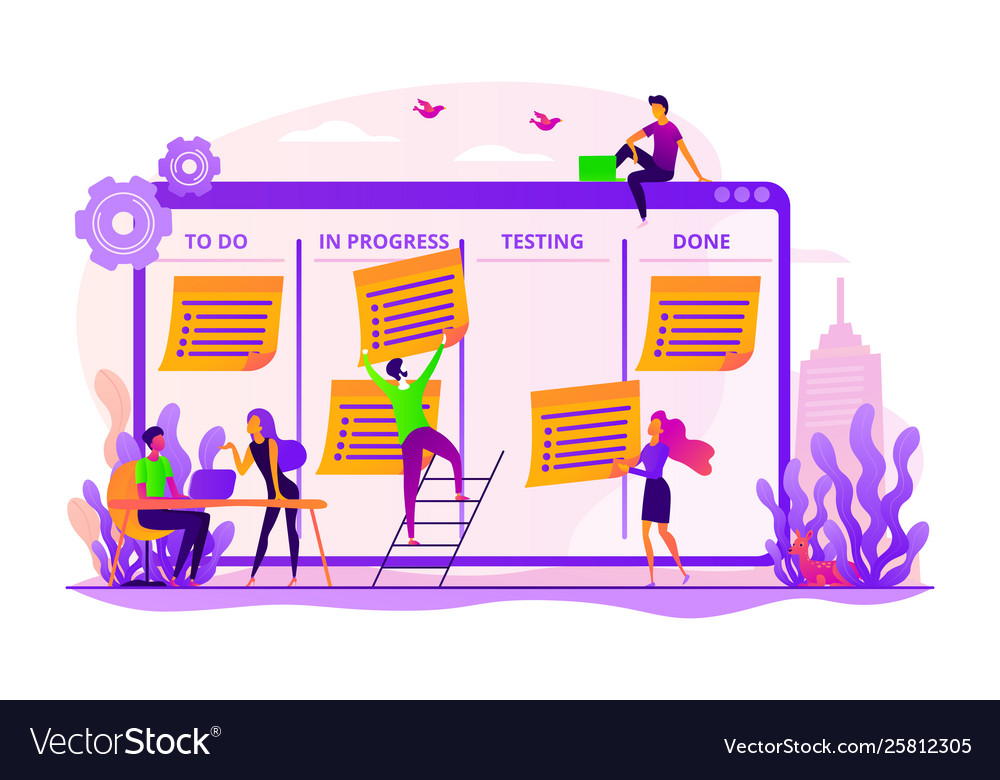 TO DO
IN PROGRESS
TESTING
DONE
VectorStock®
VectorStock.com/25812305